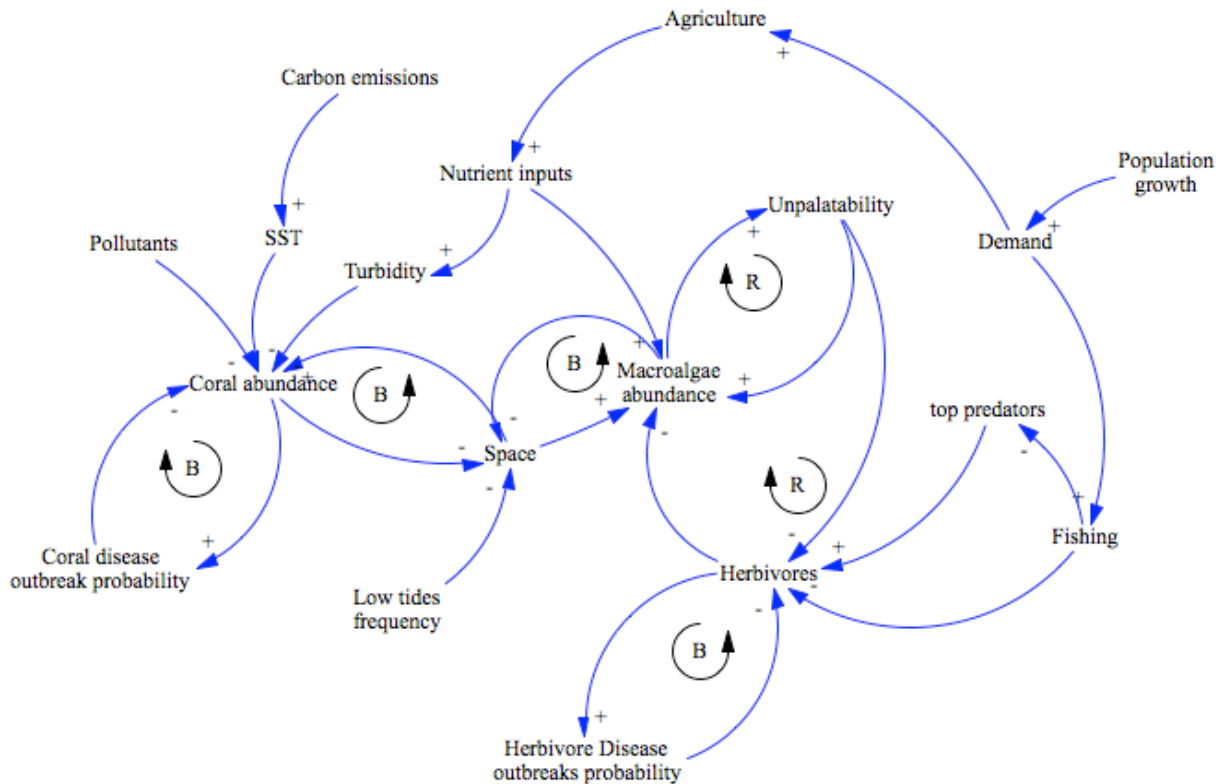 Agriculture
+
Carbon emissions
+
Nutrient inputs
Population
growth
+
SST
Pollutants
Unpalatability
+
+
Demand
+
Turbidity
R
-
-
-
+
Coral abundance
B
-
B
+
Macroalgae
abundance
+
+
-
-
Space
-
-
top predators
-
B
+
Coral disease
outbreak probability
R
-
+
+
Fishing
Herbivores
-
-
Low tides
frequency
B
+
Herbivore Disease
outbreaks probability